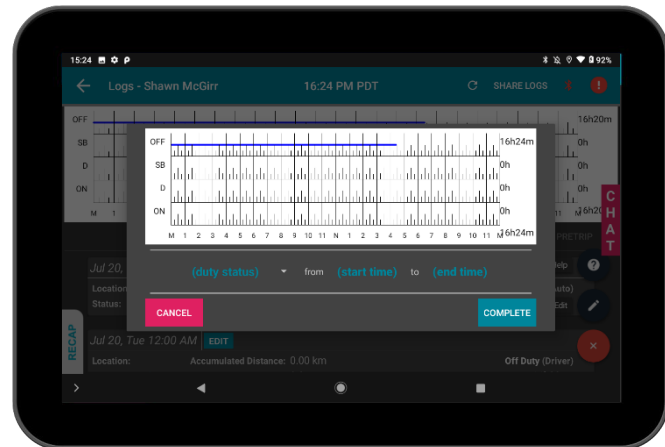 15:24 92%
Logs - Shawn McGirr 16:24 PM PDT SHARE LOGS
OFF 16h20m
SB 0h
D 0h
ON
M 1 11
OFF 16h24m
SB 0h
D 0h
ON 0h
M 1 2 3 4 5 6 7 8 9 10 11 N 1 2 3 4 5 6 7 8 9 10 11 M 16h24m
CHAT
PRETRIP
(duty status) from (start time) to (end time)
CANCEL COMPLETE
Jul 20,
Location
Status: Edit
RECAP
Jul 20, Tue 12:00 AM EDIT
Location: Accumulated Distance: 0.00 km Off Duty (Driver)